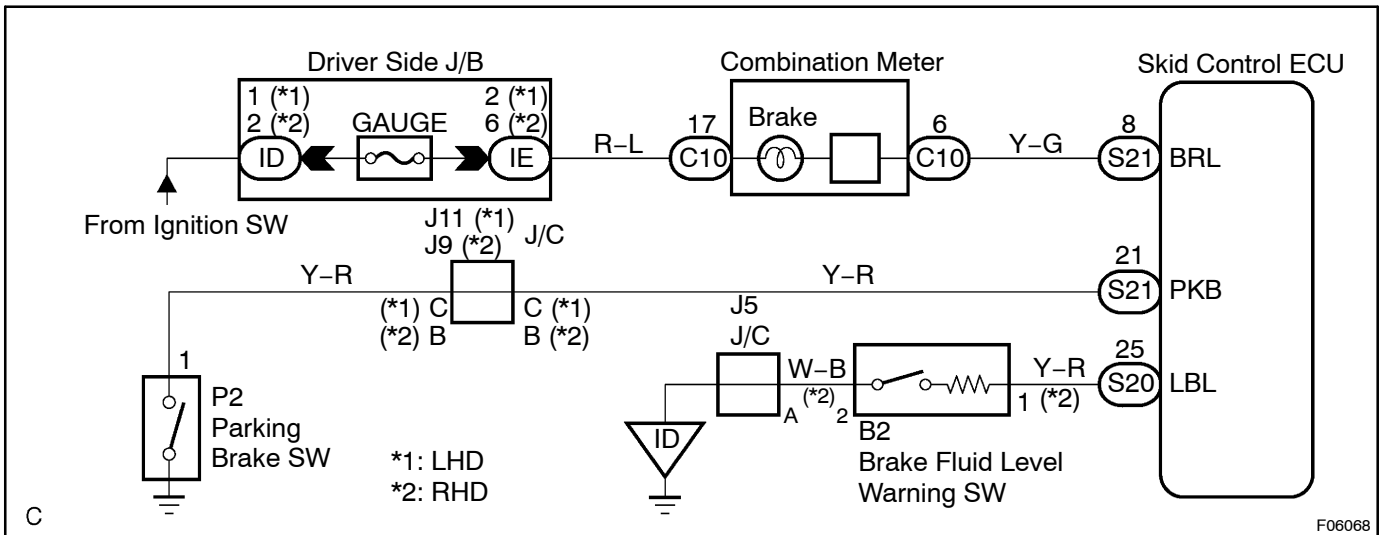 Driver Side J/B
Combination Meter
Skid Control ECU
1 (*1)
2 (*2)
GAUGE
2 (*1)
6 (*2)
ID
IE
R–L
17
C10
Brake
6
C10
Y–G
8
S21
BRL
From Ignition SW
J11 (*1)
J9 (*2)
J/C
Y–R
(*1) C
(*2) B
C (*1)
B (*2)
Y–R
21
S21
PKB
J5
J/C
A
W–B
(*2)
2
1
Y–R
(*2)
25
S20
LBL
ID
B2
Brake Fluid Level
Warning SW
1
P2
Parking
Brake SW
*1: LHD
*2: RHD
C
F06068